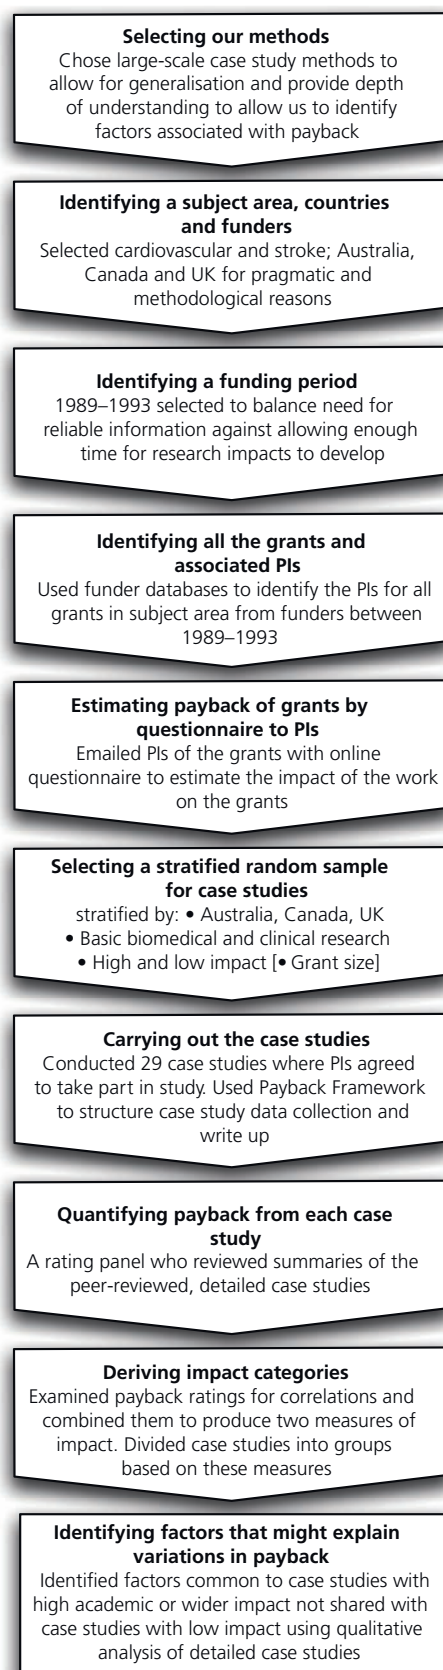 Selecting our methods
Chose large-scale case study methods to
allow for generalisation and provide depth
of understanding to allow us to identify
factors associated with payback
Identifying a subject area, countries
and funders
Selected cardiovascular and stroke; Australia,
Canada and UK for pragmatic and
methodological reasons
Identifying a funding period
1989–1993 selected to balance need for
reliable information against allowing enough
time for research impacts to develop
Identifying all the grants and
associated PIs
Used funder databases to identify the PIs for all
grants in subject area from funders between
1989–1993
Estimating payback of grants by
questionnaire to PIs
Emailed PIs of the grants with online
questionnaire to estimate the impact of the work
on the grants
Selecting a stratified random sample
for case studies
stratified by: • Australia, Canada, UK
• Basic biomedical and clinical research
• High and low impact [• Grant size]
Carrying out the case studies
Conducted 29 case studies where PIs agreed
to take part in study. Used Payback Framework
to structure case study data collection and
write up
Quantifying payback from each case
study
A rating panel who reviewed summaries of the
peer-reviewed, detailed case studies
Deriving impact categories
Examined payback ratings for correlations and
combined them to produce two measures of
impact. Divided case studies into groups
based on these measures
Identifying factors that might explain
variations in payback
Identified factors common to case studies with
high academic or wider impact not shared with
case studies with low impact using qualitative
analysis of detailed case studies